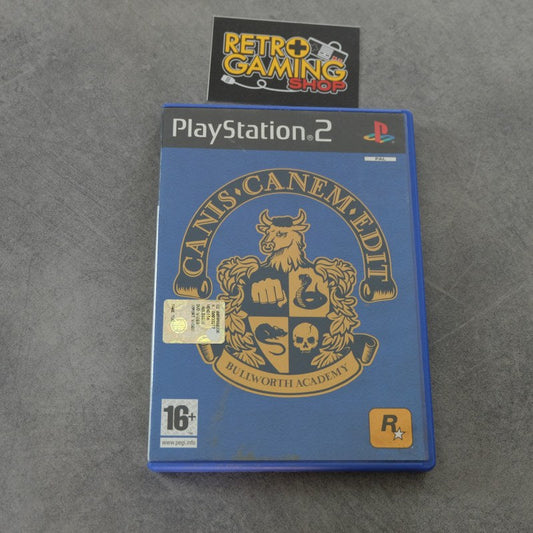 RETRO
GAMING
SHOP
PlayStation®2
PAL
CANIS·CANEM·EDIT
BULLWORTH ACADEMY
16+
www.pegi.info
R